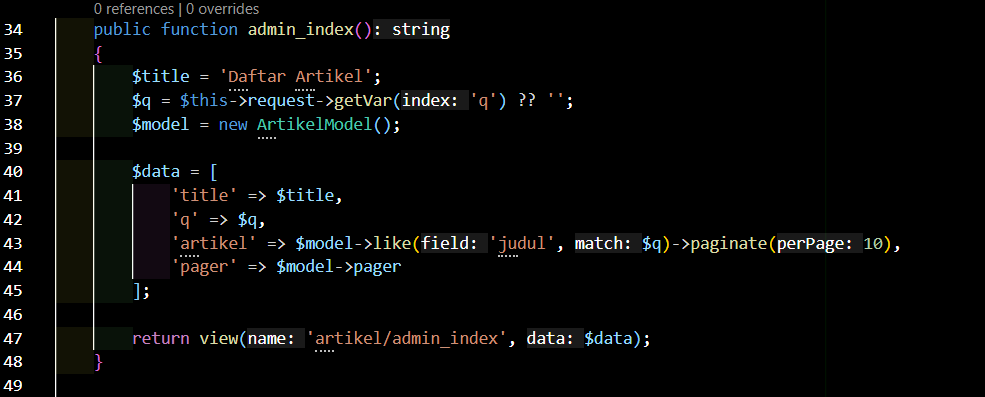 0 references | 0 overrides
34 public function admin_index(): string
35 {
36 $title = 'Daftar Artikel';
37 $q = $this->request->getVar(index: 'q') ?? '';
38 $model = new ArtikelModel();
39
40 $data = [
41 'title' => $title,
42 'q' => $q,
43 'artikel' => $model->like(field: 'judul', match: $q)->paginate(perPage: 10),
44 'pager' => $model->pager
45 ];
46
47 return view(name: 'artikel/admin_index', data: $data);
48 }
49